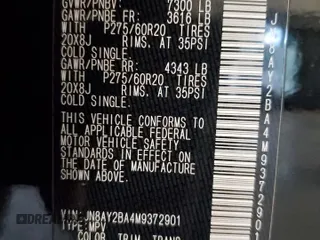 GVWR/PNBV: 7300 LB
GAWR/PNBE FR: 3616 LB
P275/60R20 TIRES
20X8J RIMS. AT 35PSI
COLD SINGLE
GAWR/PNBE RR: 4343 LB
P275/60R20 TIRES
20X8J RIMS. AT 35PSI
COLD SINGLE.
THIS VEHICLE CONFORMS TO
ALL APPLICABLE FEDERAL
MOTOR VEHICLE SAFETY
STANDARDS IN EFFECT ON
THE DATE OF MANUFACTURE
SHOWN ABOVE.
V.I.N:JN8AY2BA4M9372901
TYPE:MPV
COLOR TRIM TRANS
JN8AY2BA4M9372901